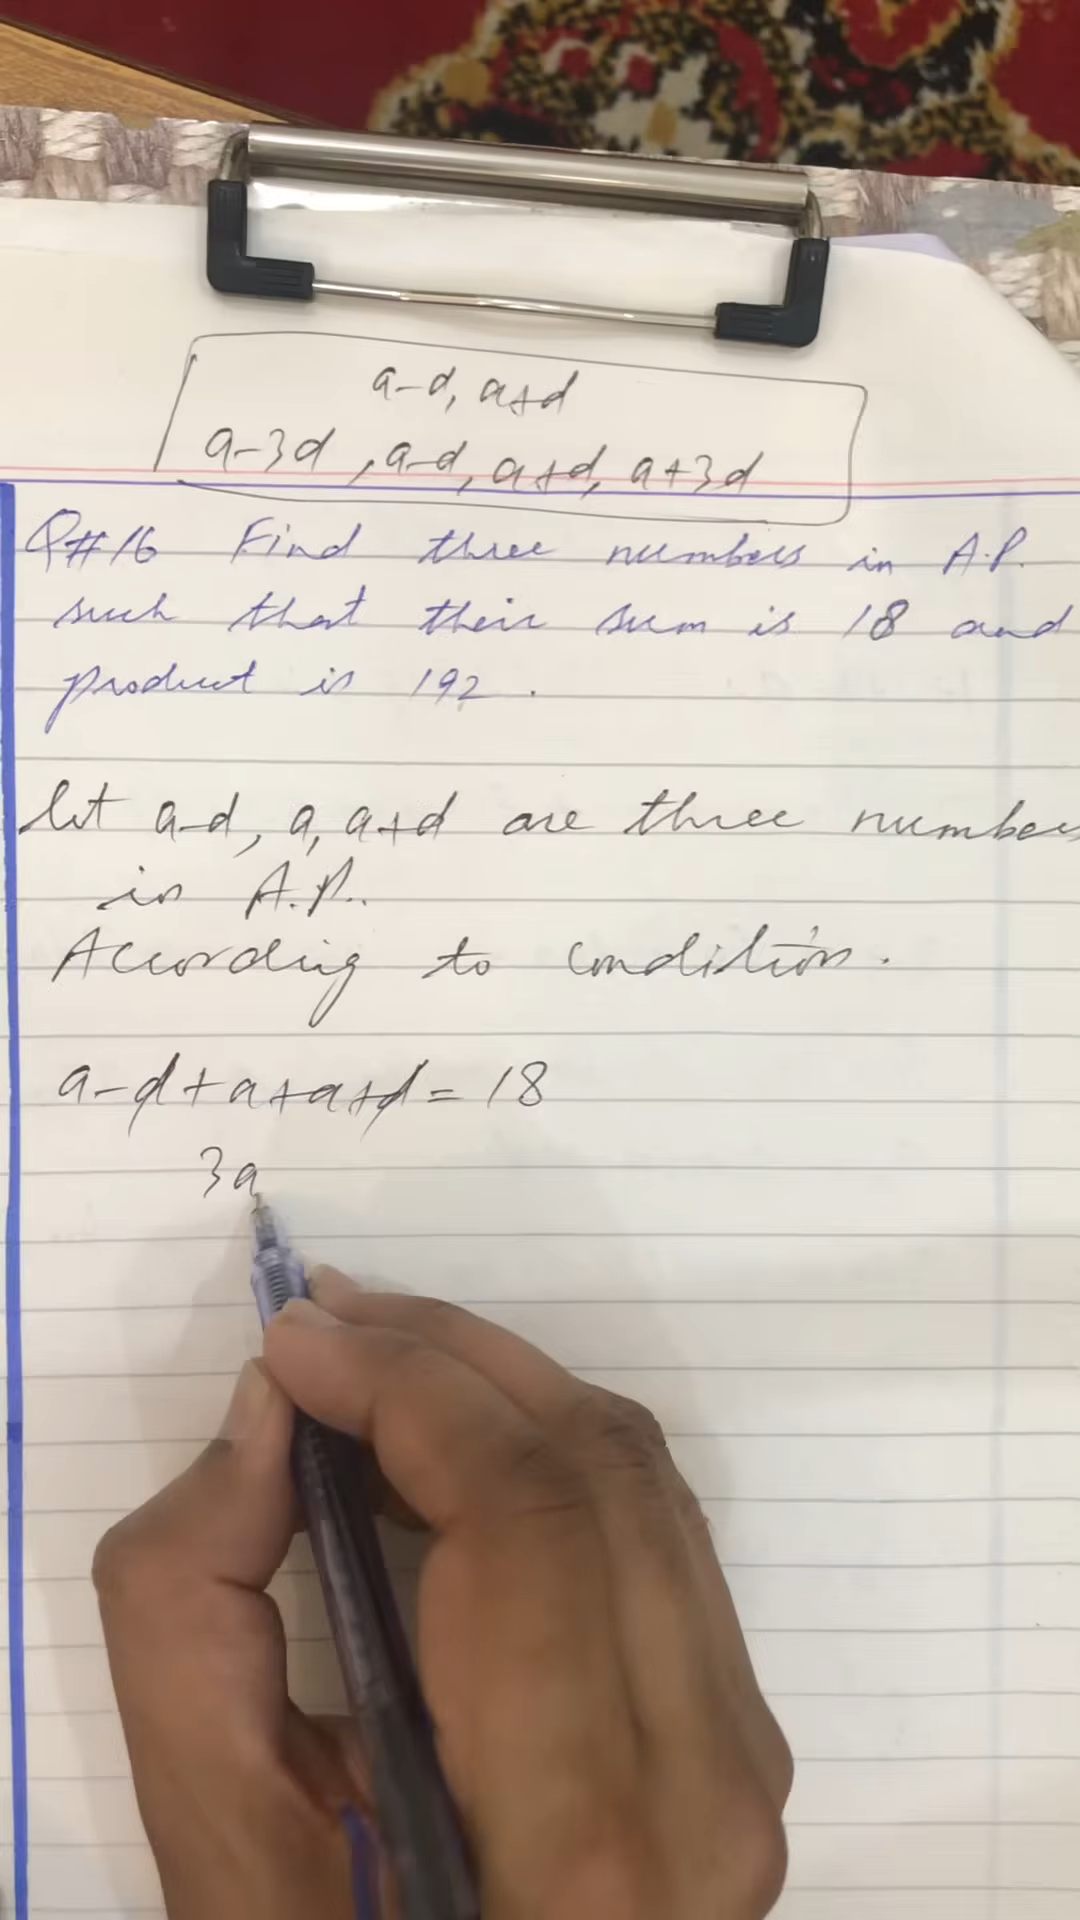 a-d, a+d
a-3d, a-d, a+d, a+3d
Q#16 Find three numbers in A.P.
such that their sum is 18 and
product is 192.
let a-d, a, a+d are three numbers
in A.P..
According to condition.
a-d+a+a+d=18
3a